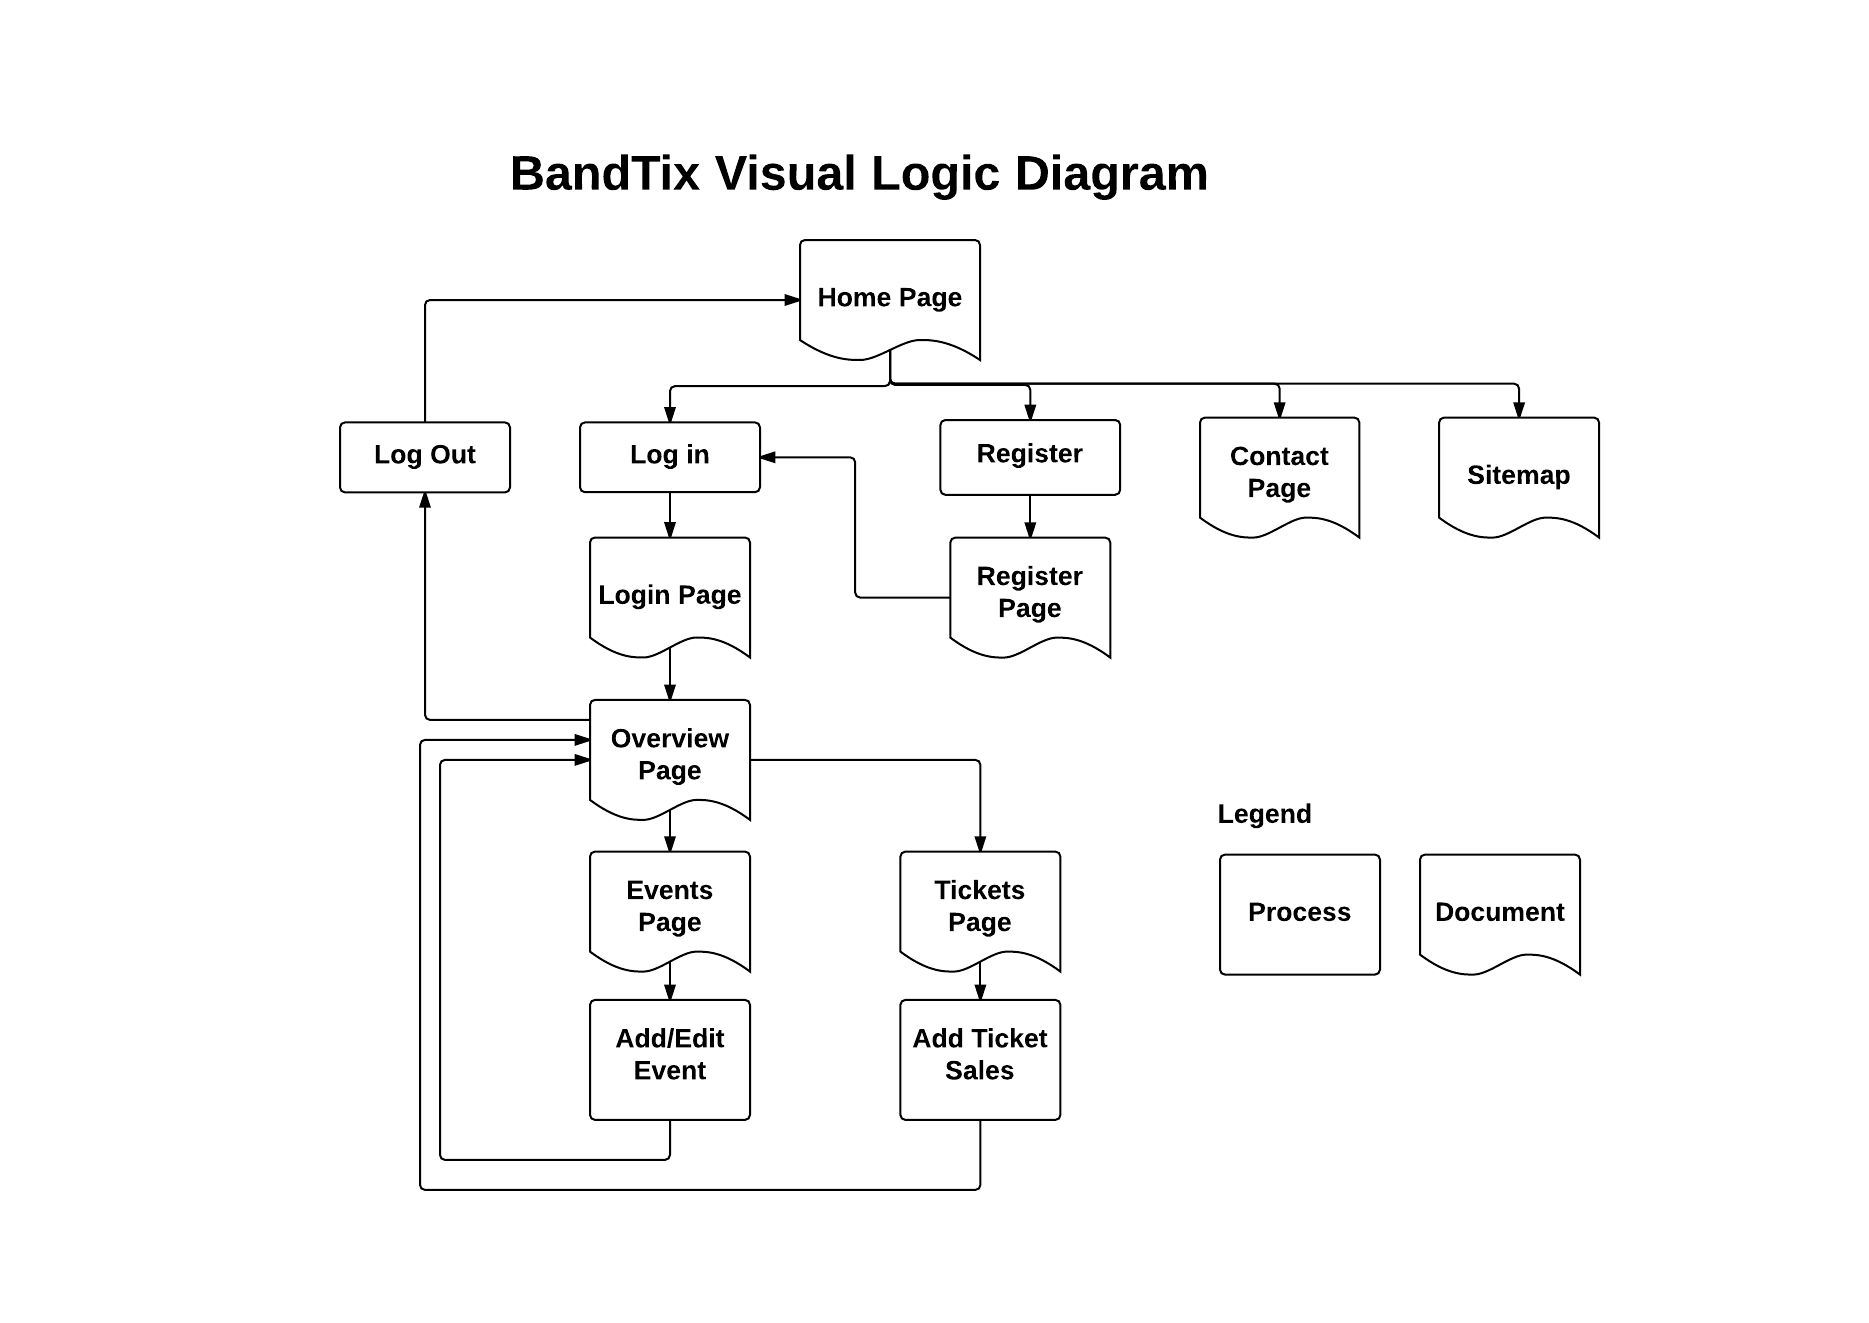 BandTix Visual Logic Diagram
Home Page
Log Out
Log in
Register
Contact
Page
Sitemap
Login Page
Register
Page
Overview
Page
Legend
Events
Page
Tickets
Page
Process
Document
Add/Edit
Event
Add Ticket
Sales